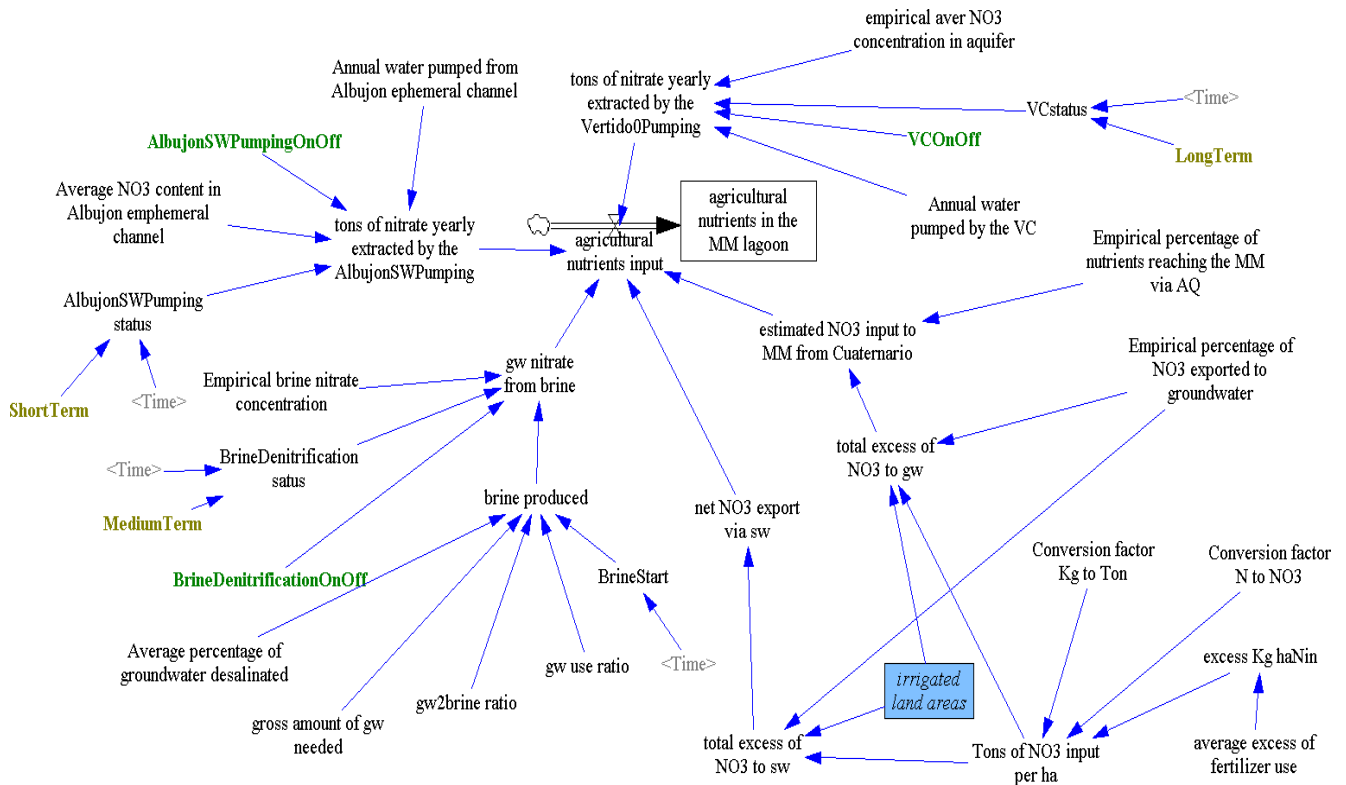 empirical aver NO3
concentration in aquifer
Annual water pumped from
Albujon ephemeral channel
tons of nitrate yearly
extracted by the
Vertido0Pumping
VCstatus
<Time>
AlbujonSWPumpingOnOff
VCOnOff
LongTerm
Average NO3 content in
Albujon emphemeral
channel
tons of nitrate yearly
extracted by the
AlbujonSWPumping
agricultural
nutrients in the
MM lagoon
Annual water
pumped by the VC
agricultural
nutrients input
Empirical percentage of
nutrients reaching the MM
via AQ
AlbujonSWPumping
status
estimated NO3 input to
MM from Cuaternario
gw nitrate
from brine
Empirical percentage of
NO3 exported to
groundwater
Empirical brine nitrate
concentration
ShortTerm
<Time>
<Time>
BrineDenitrification
satus
total excess of
NO3 to gw
MediumTerm
brine produced
net NO3 export
via sw
BrineDenitrificationOnOff
BrineStart
Conversion factor
Kg to Ton
Conversion factor
N to NO3
Average percentage of
groundwater desalinated
gw use ratio
<Time>
excess Kg haNin
gw2brine ratio
irrigated
land areas
gross amount of gw
needed
total excess of
NO3 to sw
Tons of NO3 input
per ha
average excess of
fertilizer use